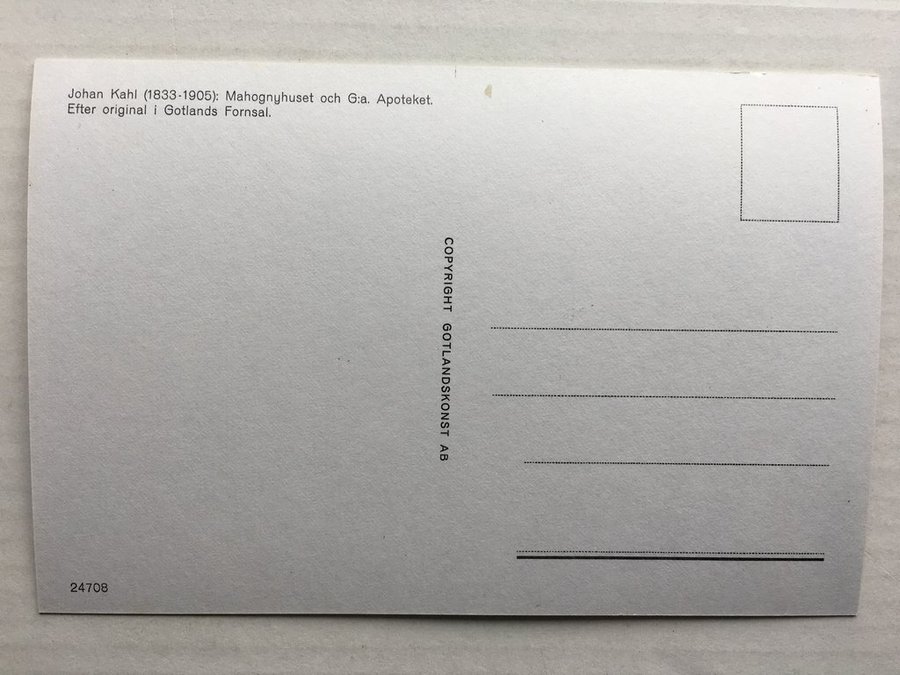 Johan Kahl (1833-1905): Mahognyhuset och G:a. Apoteket.
Efter original i Gotlands Fornsal.
COPYRIGHT GOTLANDSKONST AB
24708